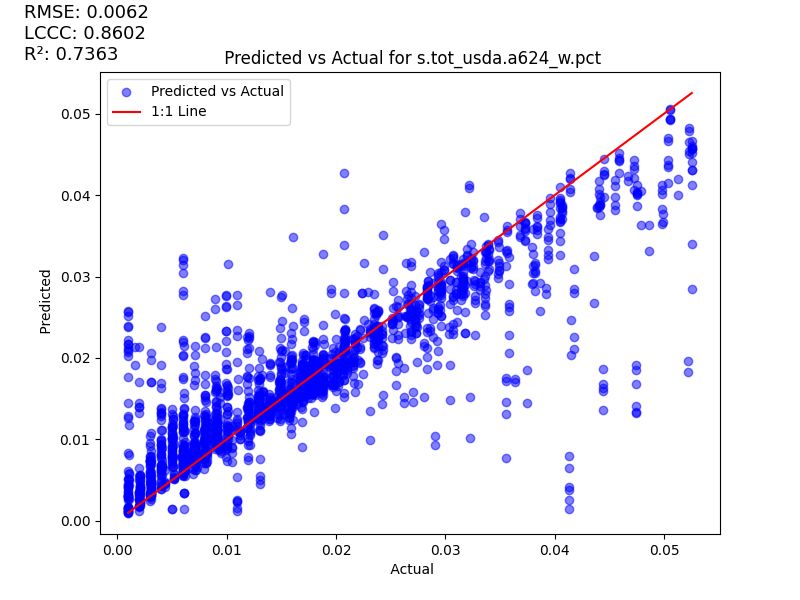 RMSE: 0.0062
LCCC: 0.8602
R²: 0.7363
Predicted vs Actual for s.tot_usda.a624_w.pct
Predicted vs Actual
1:1 Line
0.05
0.04
0.03
0.02
0.01
0.00
Predicted
0.00 0.01 0.02 0.03 0.04 0.05
Actual